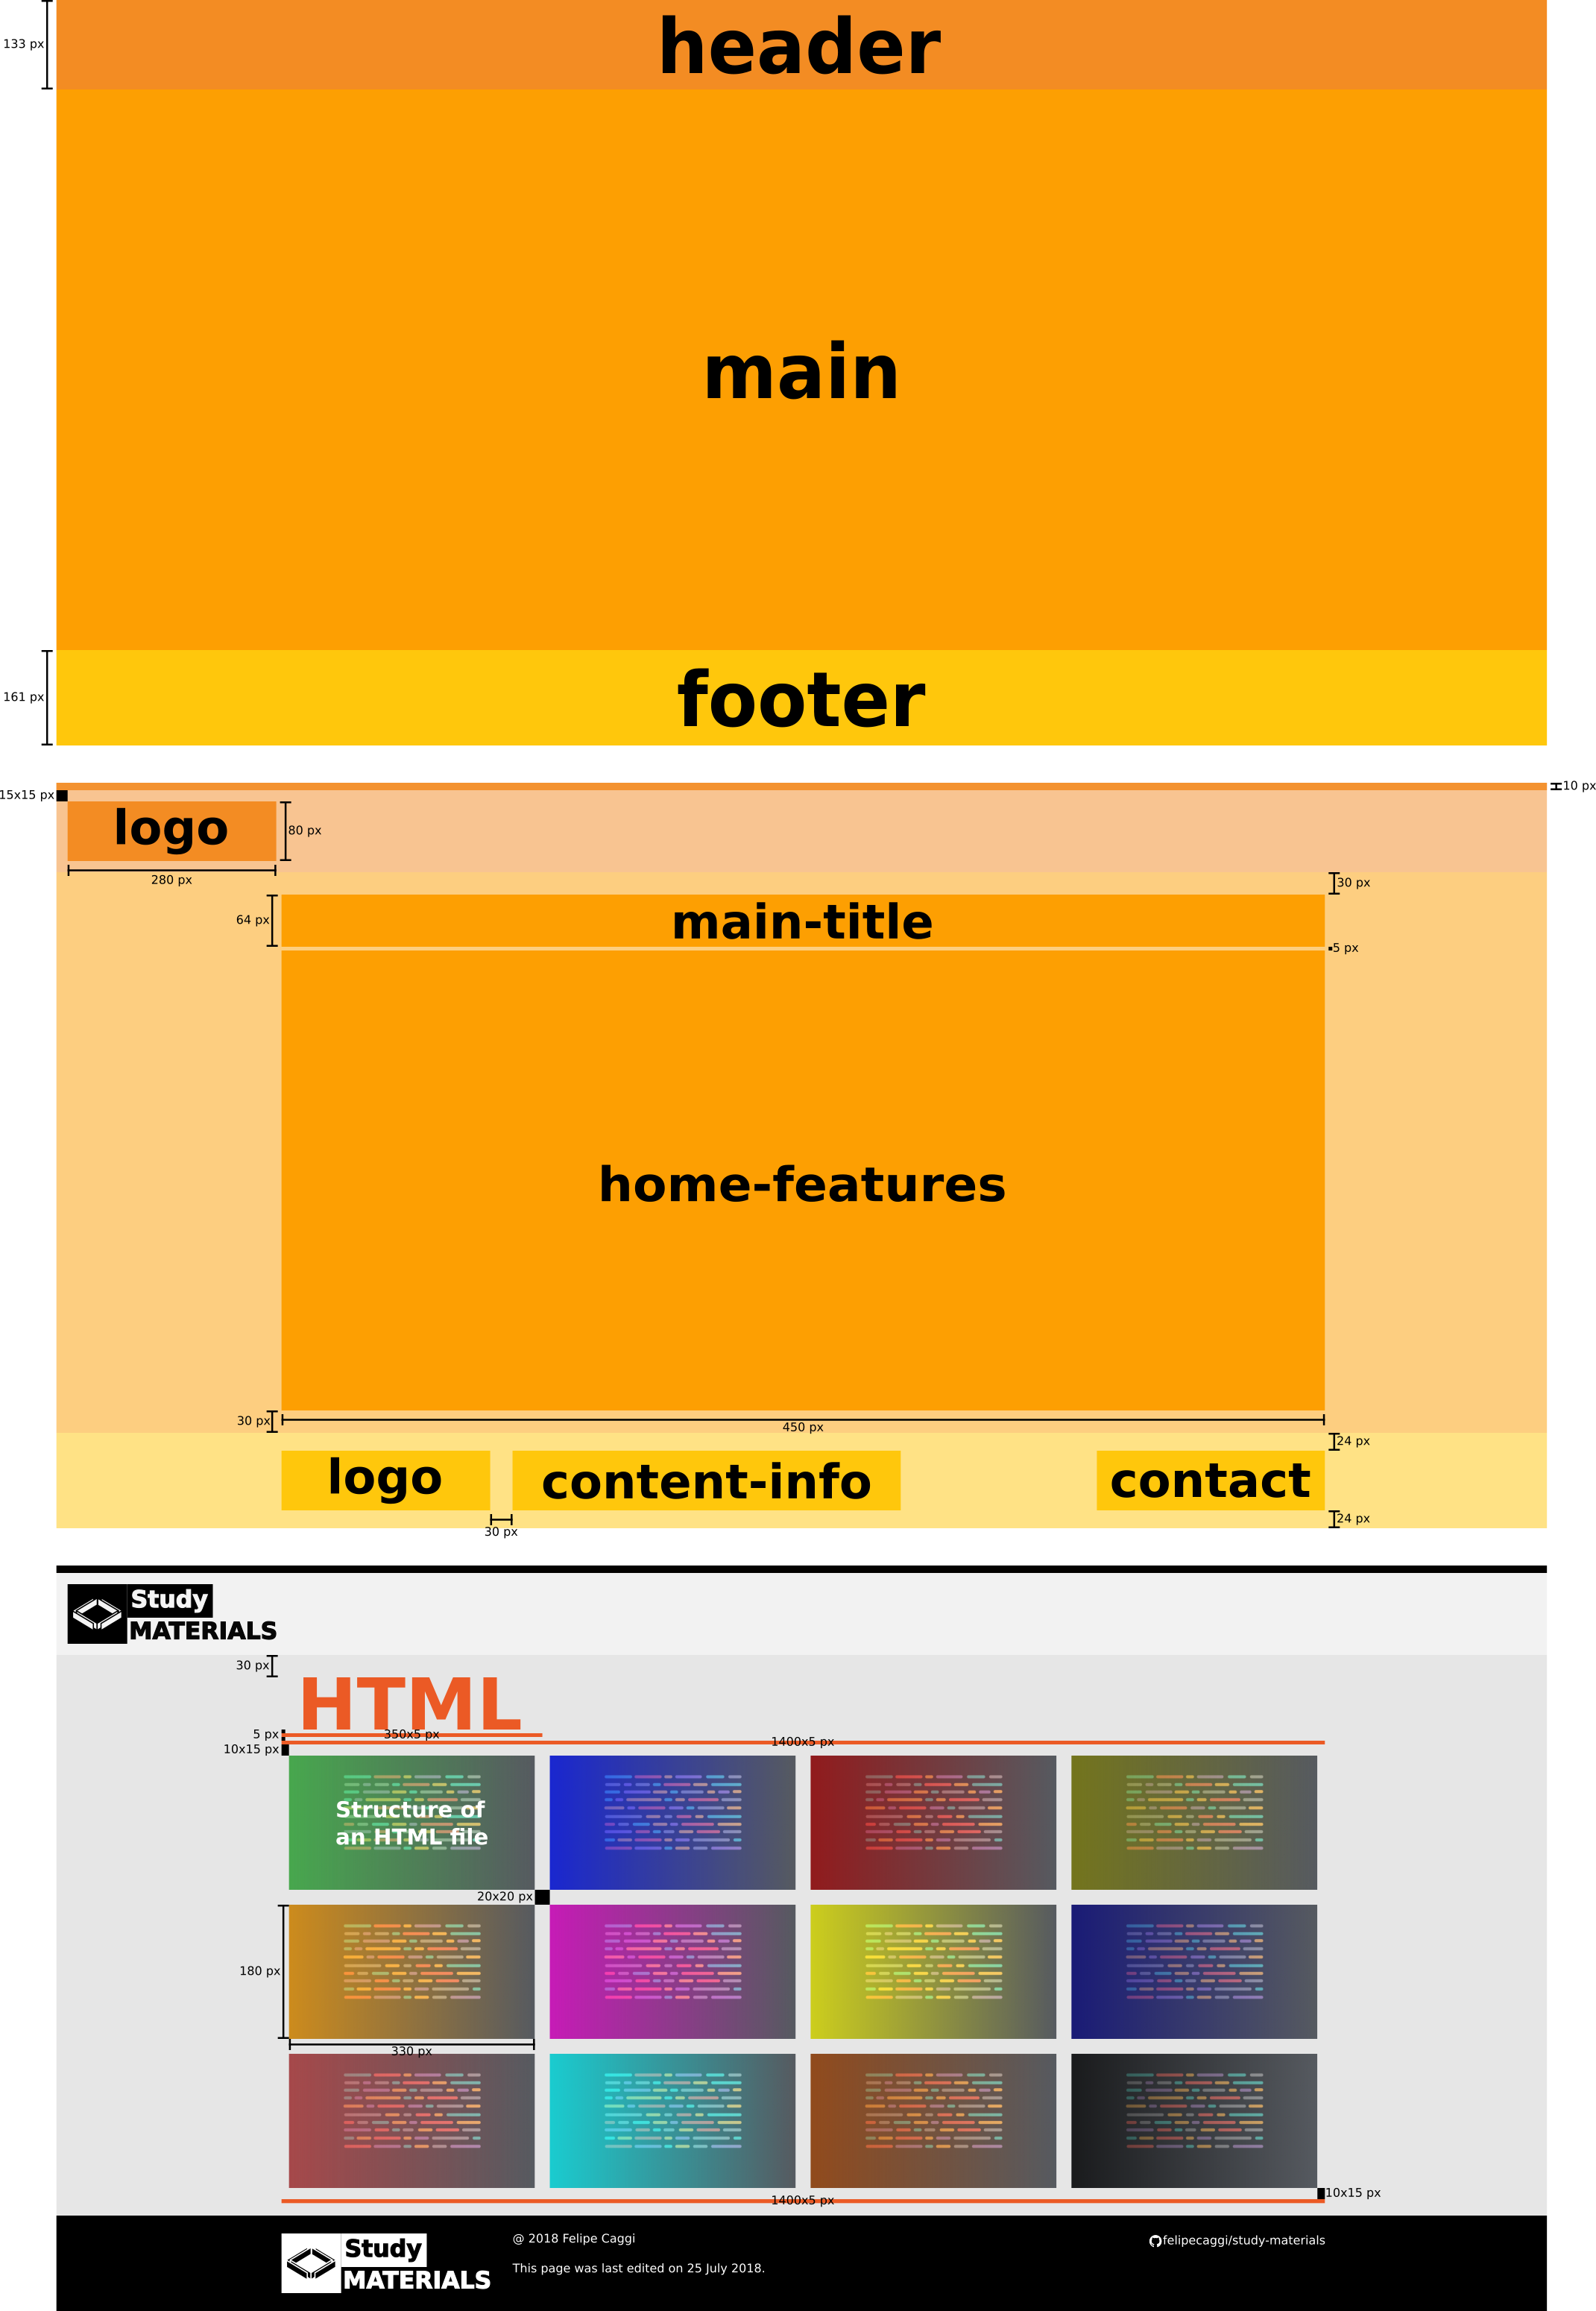 header
133 px
main
footer
161 px
10 px
15x15 px
logo
80 px
280 px
30 px
main-title
64 px
5 px
home-features
30 px
450 px
24 px
logo
content-info
contact
24 px
30 px
Study
MATERIALS
30 px
HTML
5 px
350x5 px
1400x5 px
10x15 px
Structure of
an HTML file
20x20 px
180 px
330 px
10x15 px
1400x5 px
Study
MATERIALS
@ 2018 Felipe Caggi
This page was last edited on 25 July 2018.
felipecaggi/study-materials